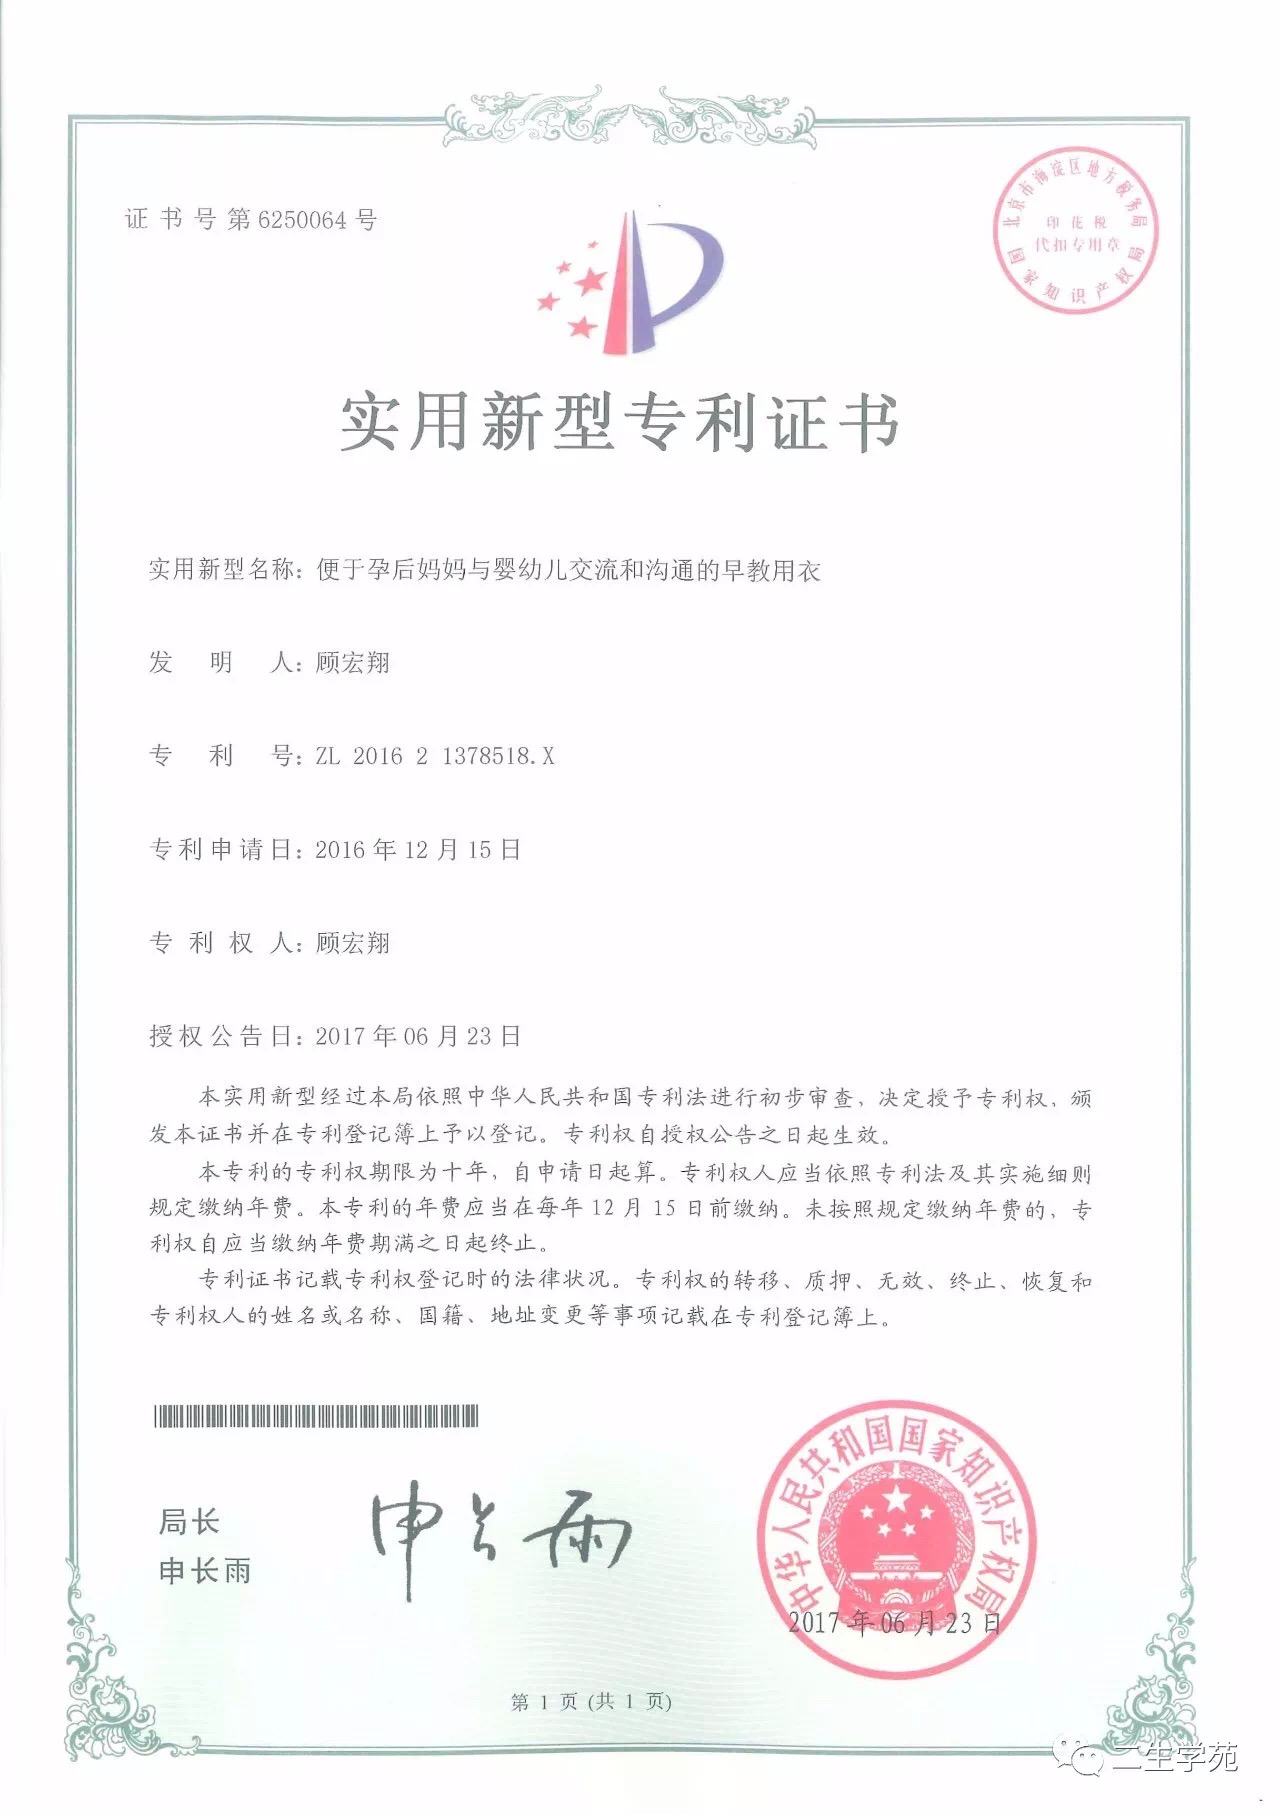 证书号第6250064号
北京市海淀区地方税务局
印花税
代扣专用章
国家知识产权局
实用新型专利证书
实用新型名称：便于孕后妈妈与婴幼儿交流和沟通的早教用衣
发明人：顾宏翔
专利号：ZL 2016 2 1378518.X
专利申请日：2016年12月15日
专利权人：顾宏翔
授权公告日：2017年06月23日
本实用新型经过本局依照中华人民共和国专利法进行初步审查，决定授予专利权，颁
发本证书并在专利登记簿上予以登记。专利权自授权公告之日起生效。
本专利的专利权期限为十年，自申请日起算。专利权人应当依照专利法及其实施细则
规定缴纳年费。本专利的年费应当在每年12月15日前缴纳。未按照规定缴纳年费的，专
利权自应当缴纳年费期满之日起终止。
专利证书记载专利权登记时的法律状况。专利权的转移、质押、无效、终止、恢复和
专利权人的姓名或名称、国籍、地址变更等事项记载在专利登记簿上。
局长
申长雨
申长雨
中华人民共和国国家知识产权局
2017年06月23日
第 1 页 (共 1 页)
二生学苑